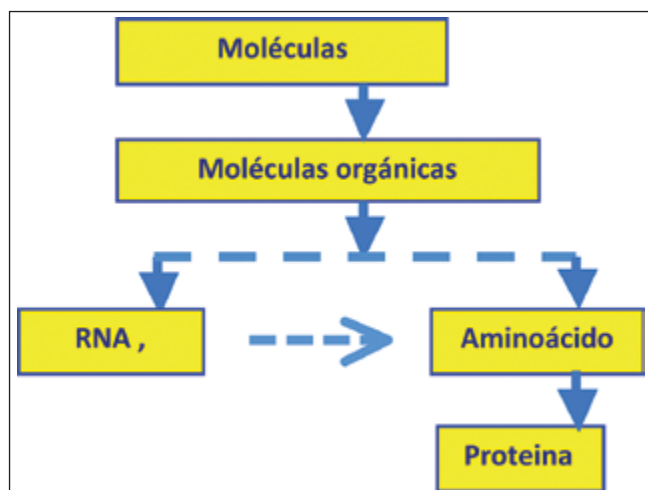 Moléculas
Moléculas orgánicas
RNA ,
Aminoácido
Proteina